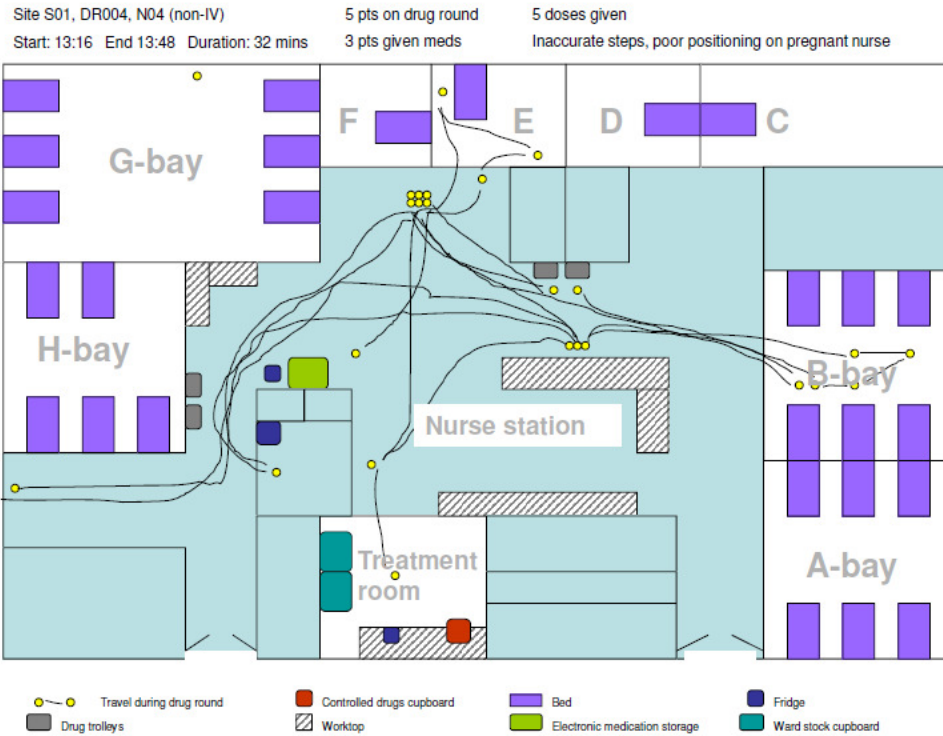 Site S01, DR004, N04 (non-IV)
5 pts on drug round
5 doses given
Start: 13:16 End 13:48 Duration: 32 mins
3 pts given meds
Inaccurate steps, poor positioning on pregnant nurse
F
E
D
C
G-bay
H-bay
B-bay
Nurse station
Treatment
room
A-bay
Travel during drug round
Controlled drugs cupboard
Bed
Fridge
Drug trolleys
Worktop
Electronic medication storage
Ward stock cupboard